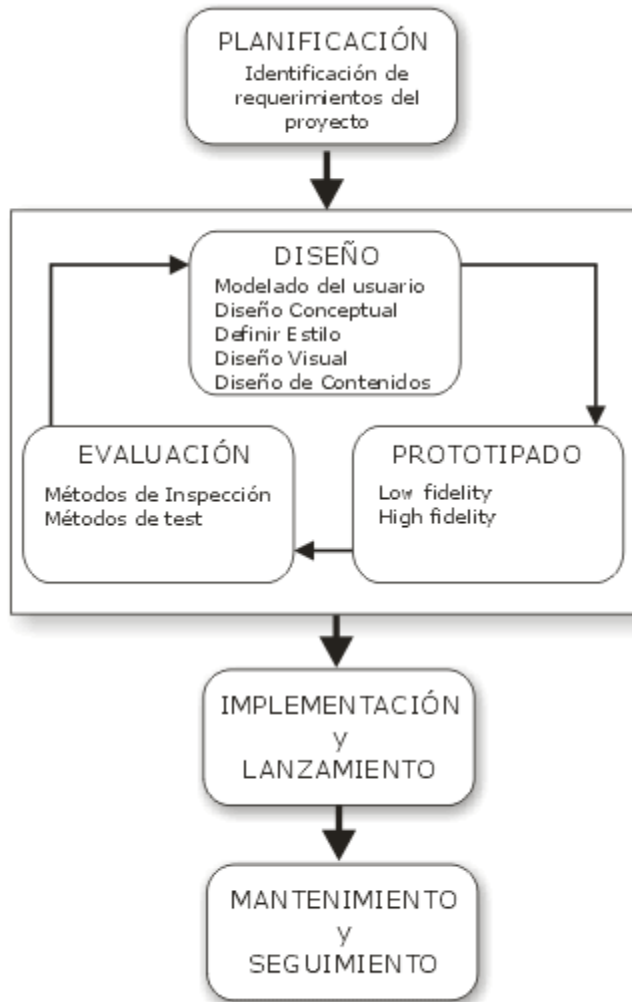 PLANIFICACIÓN
Identificación de
requerimientos del
proyecto
DISEÑO
Modelado del usuario
Diseño Conceptual
Definir Estilo
Diseño Visual
Diseño de Contenidos
EVALUACIÓN
Métodos de Inspección
Métodos de test
PROTOTIPADO
Low fidelity
High fidelity
IMPLEMENTACIÓN
y
LANZAMIENTO
MANTENIMIENTO
y
SEGUIMIENTO